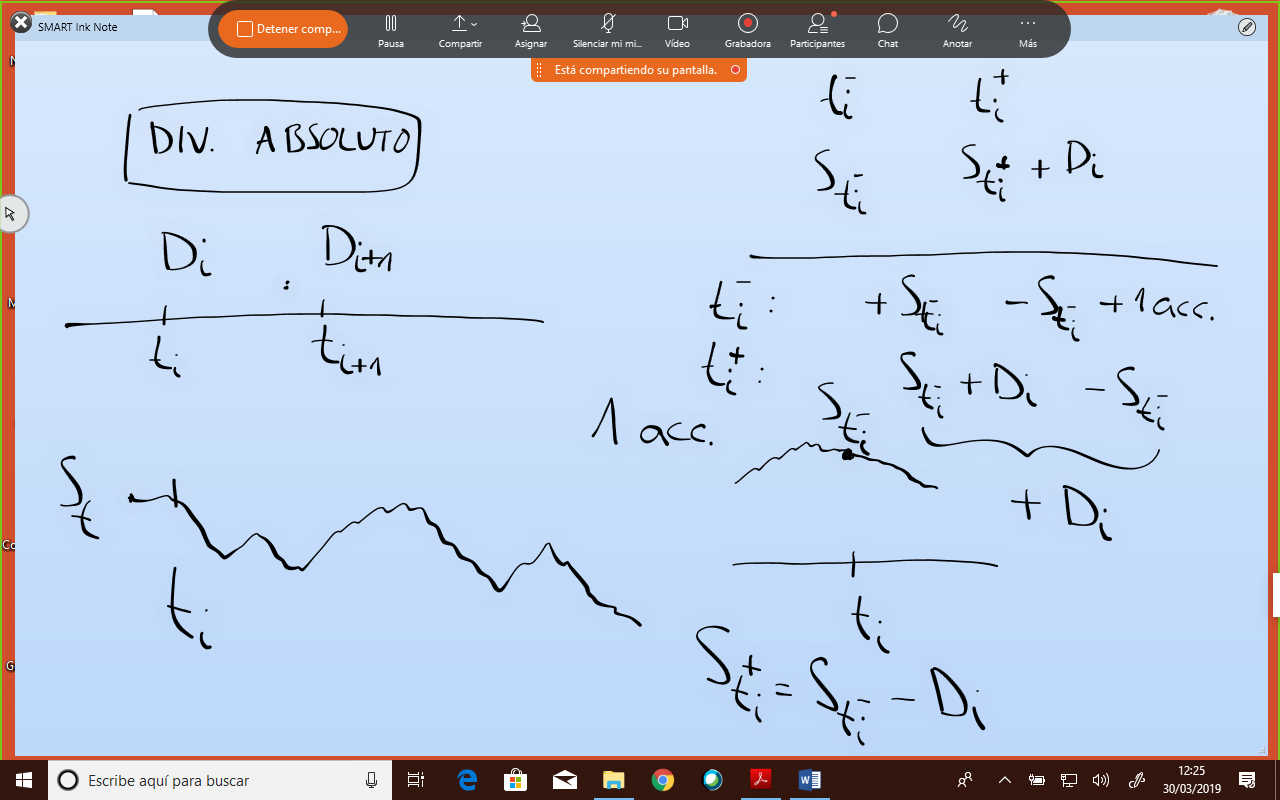 SMART Ink Note
Detener comp...
Pausa
Compartir
Asignar
Silenciar mi mi...
Vídeo
Grabadora
Participantes
Chat
Anotar
Más
Está compartiendo su pantalla.
DIV. ABSOLUTO
D_i D_{i+1}
t_i t_{i+1}
S_t
t_i
t_i^- t_i^+
S_{t_i^-} S_{t_i^+} + D_i
t_i^- : + S_{t_i^-} - S_{t_i^-} + 1 acc.
t_i^+ : S_{t_i^-} + D_i - S_{t_i^-}
1 acc.
S_{t_i^-}
+ D_i
t_i
S_{t_i^+} = S_{t_i^-} - D_i
Escribe aquí para buscar
12:25
30/03/2019